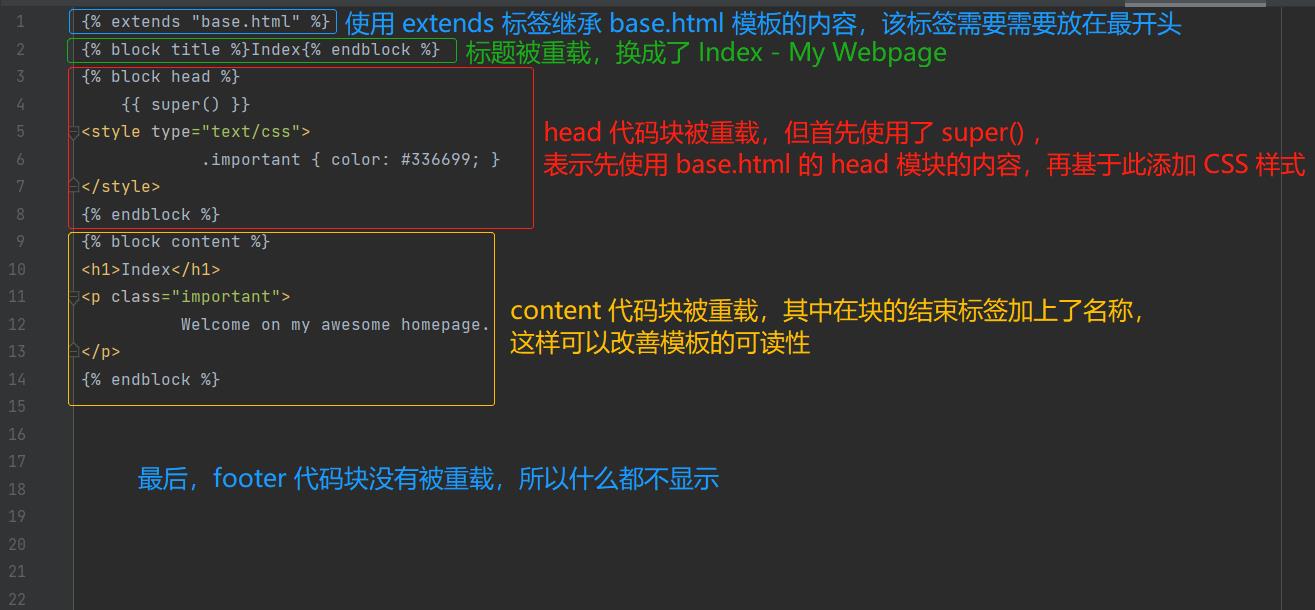 1 {% extends "base.html" %} 使用 extends 标签继承 base.html 模板的内容，该标签需要需要放在最开头
2 {% block title %}Index{% endblock %} 标题被重载，换成了 Index - My Webpage
3 {% block head %}
4 {{ super() }}
5 <style type="text/css">
head 代码块被重载，但首先使用了 super() ，
6 .important { color: #336699; }
表示先使用 base.html 的 head 模块的内容，再基于此添加 CSS 样式
7 </style>
8 {% endblock %}
9 {% block content %}
10 <h1>Index</h1>
11 <p class="important">
content 代码块被重载，其中在块的结束标签加上了名称，
12 Welcome on my awesome homepage.
这样可以改善模板的可读性
13 </p>
14 {% endblock %}
15
16
17
最后，footer 代码块没有被重载，所以什么都不显示
18
19
20
21
22